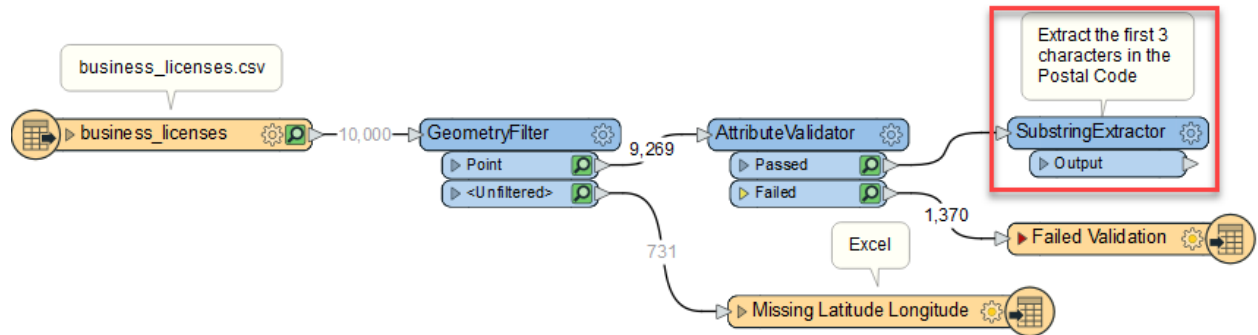 business_licenses.csv
Extract the first 3
characters in the
Postal Code
business_licenses
10,000
GeometryFilter
Point
<Unfiltered>
9,269
AttributeValidator
Passed
Failed
SubstringExtractor
Output
1,370
Failed Validation
731
Excel
Missing Latitude Longitude